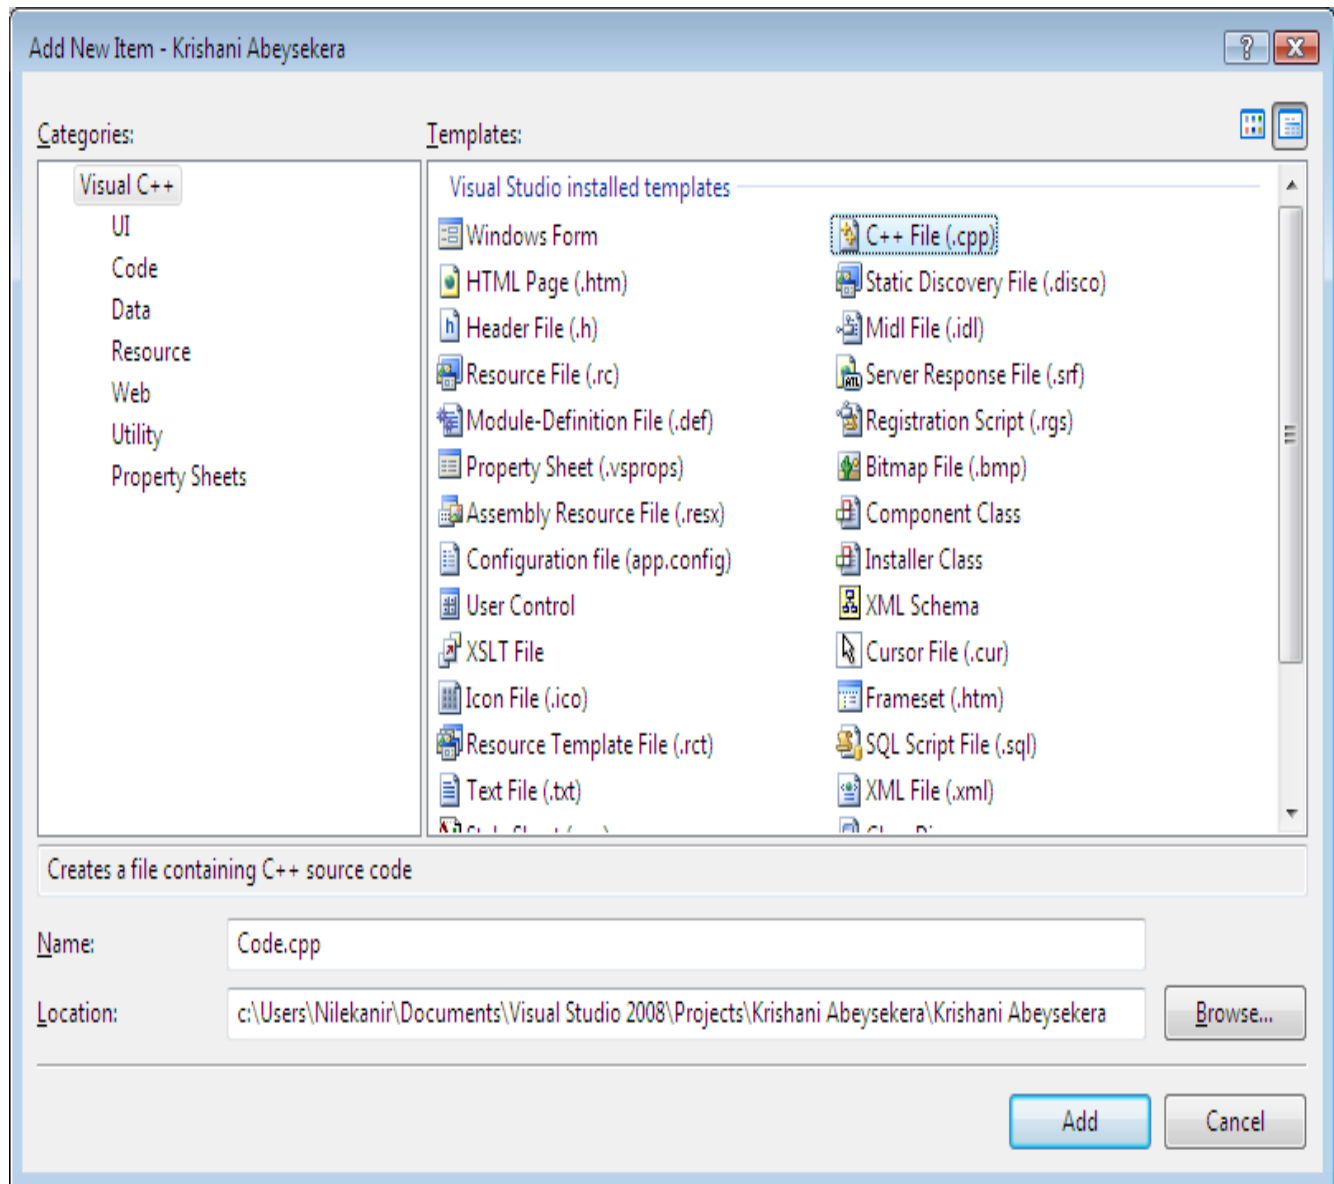 Add New Item - Krishani Abeysekera
Categories:
Templates:
Visual C++
UI
Code
Data
Resource
Web
Utility
Property Sheets
Visual Studio installed templates
Windows Form
C++ File (.cpp)
HTML Page (.htm)
Static Discovery File (.disco)
Header File (.h)
Midl File (.idl)
Resource File (.rc)
Server Response File (.srf)
Module-Definition File (.def)
Registration Script (.rgs)
Property Sheet (.vsprops)
Bitmap File (.bmp)
Assembly Resource File (.resx)
Component Class
Configuration file (app.config)
Installer Class
User Control
XML Schema
XSLT File
Cursor File (.cur)
Icon File (.ico)
Frameset (.htm)
Resource Template File (.rct)
SQL Script File (.sql)
Text File (.txt)
XML File (.xml)
Creates a file containing C++ source code
Name:
Code.cpp
Location:
c:\Users\Nilekanir\Documents\Visual Studio 2008\Projects\Krishani Abeysekera\Krishani Abeysekera
Browse...
Add
Cancel